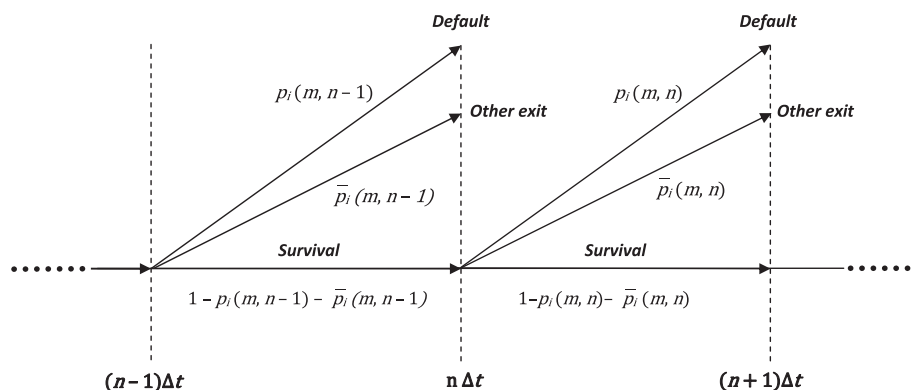 Default
Default
p_i(m, n−1)
p_i(m, n)
Other exit
Other exit
p̅_i(m, n−1)
p̅_i(m, n)
Survival
Survival
1−p_i(m, n−1)− p̅_i(m, n−1)
1−p_i(m, n)− p̅_i(m, n)
(n−1)Δt
n Δt
(n+1)Δt